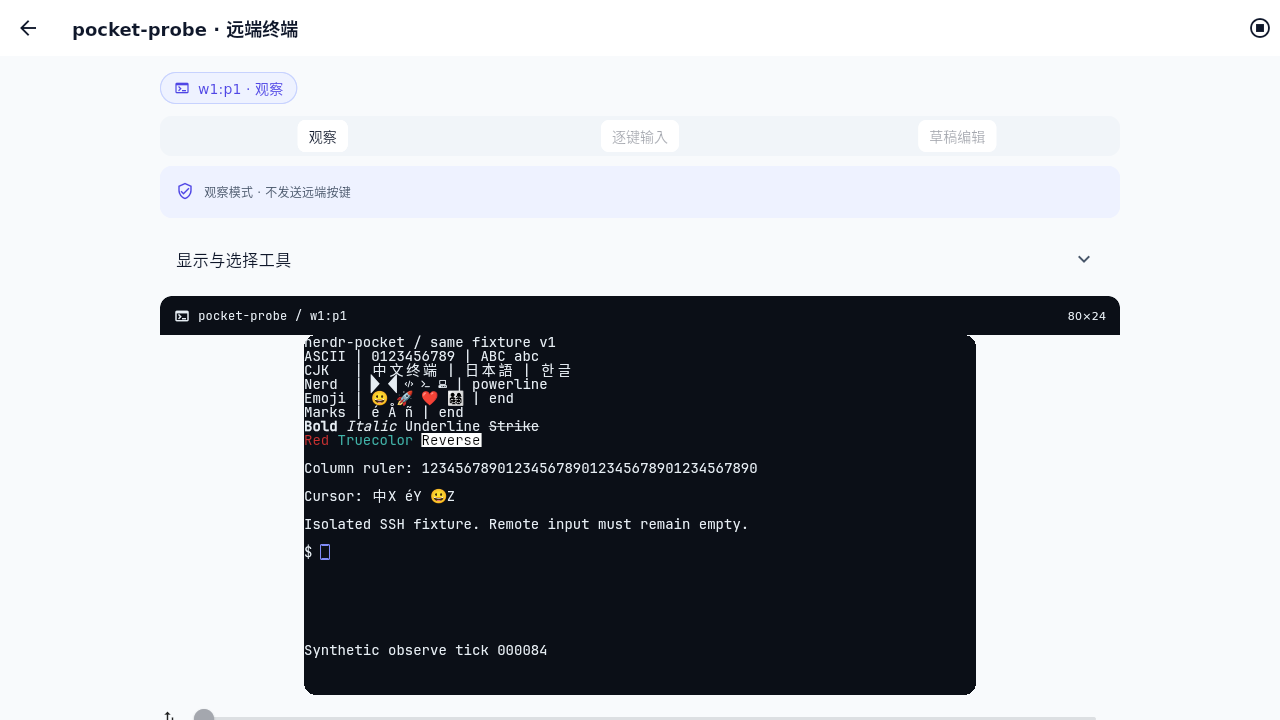 pocket-probe · 远端终端
w1:p1 · 观察
观察
逐键输入
草稿编辑
观察模式 · 不发送远端按键
显示与选择工具
pocket-probe / w1:p1
80×24
herdr-pocket / same fixture v1
ASCII | 0123456789 | ABC abc
CJK | 中文终端 | 日本語 | 한글
Nerd | | powerline
Emoji | 😀 🚀 ❤️ 👨‍👩‍👧‍👦 | end
Marks | é Å ñ | end
Bold Italic Underline Strike
Red Truecolor Reverse
Column ruler: 1234567890123456789012345678901234567890
Cursor: 中X éY 😀Z
Isolated SSH fixture. Remote input must remain empty.
$
Synthetic observe tick 000084